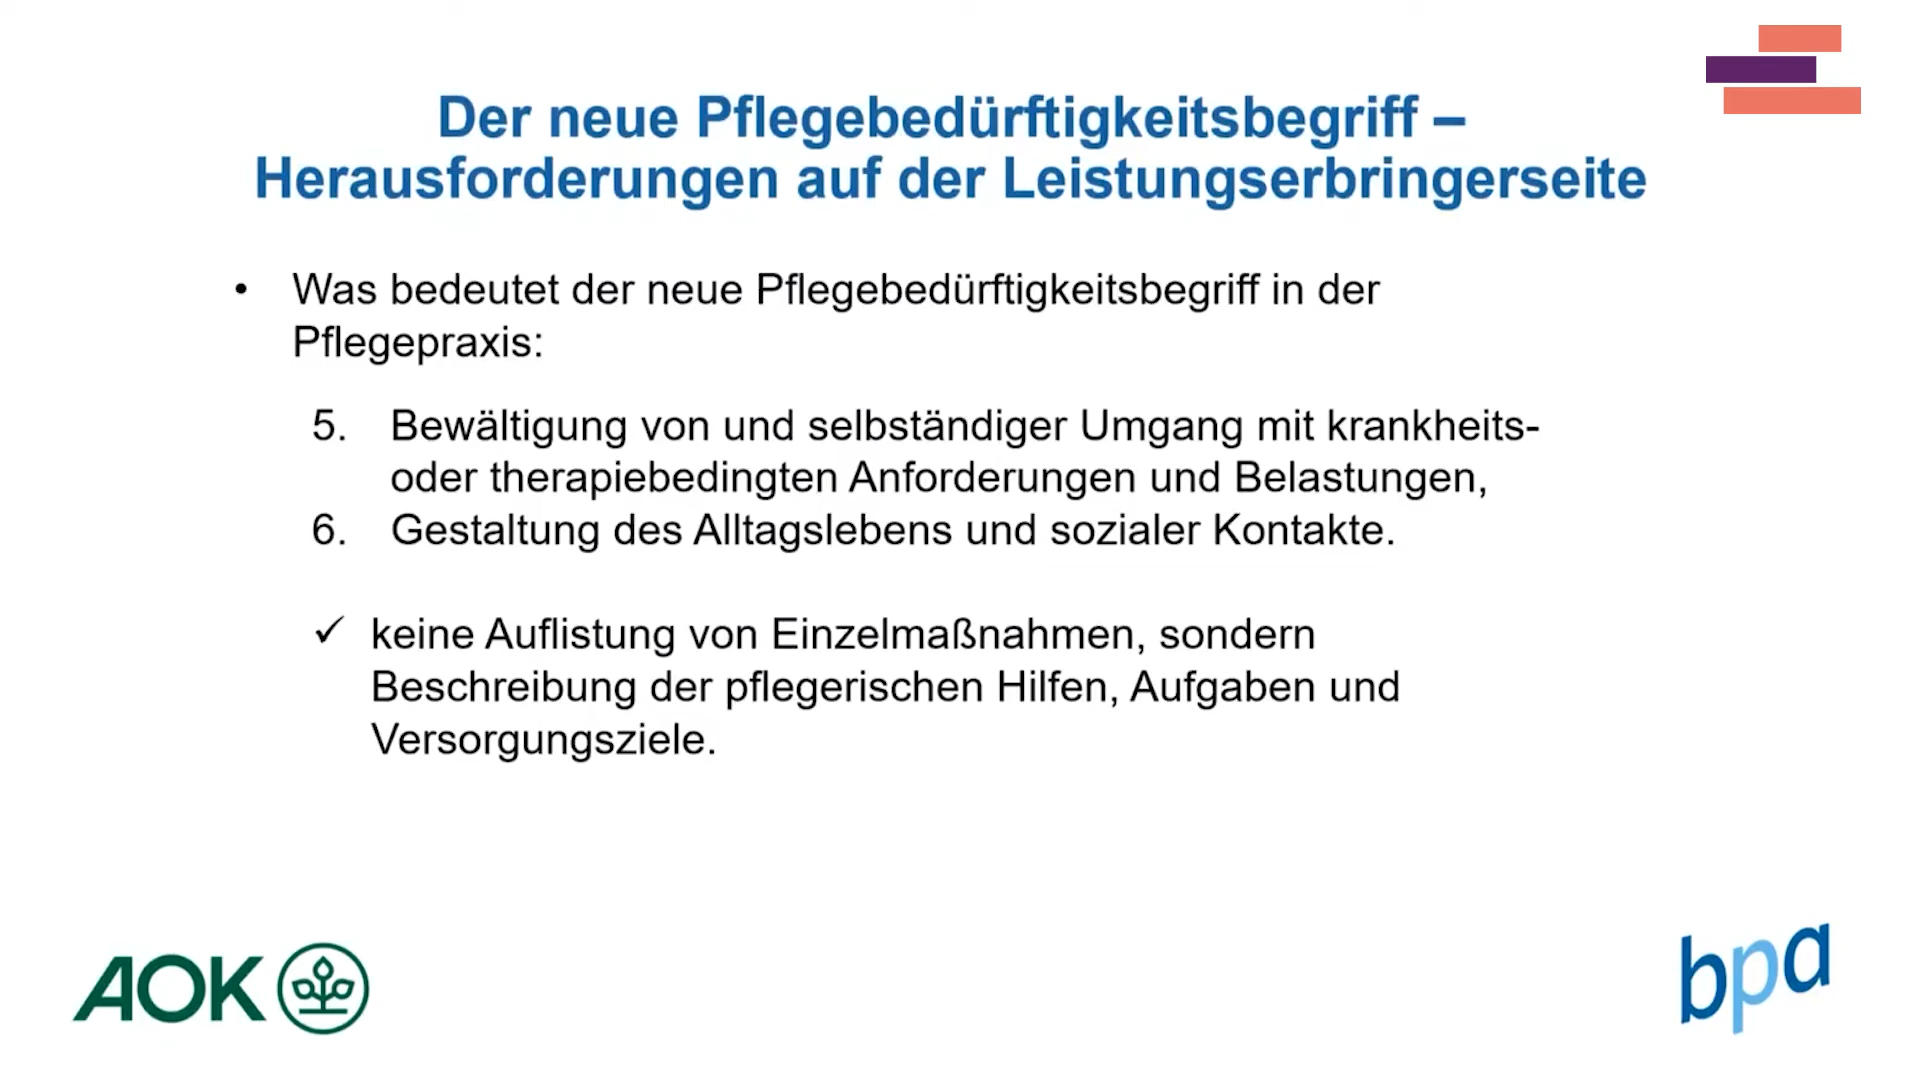 Der neue Pflegebedürftigkeitsbegriff –
Herausforderungen auf der Leistungserbringerseite
• Was bedeutet der neue Pflegebedürftigkeitsbegriff in der
Pflegepraxis:
5. Bewältigung von und selbständiger Umgang mit krankheits-
oder therapiebedingten Anforderungen und Belastungen,
6. Gestaltung des Alltagslebens und sozialer Kontakte.
✓ keine Auflistung von Einzelmaßnahmen, sondern
Beschreibung der pflegerischen Hilfen, Aufgaben und
Versorgungsziele.
AOK
bpa